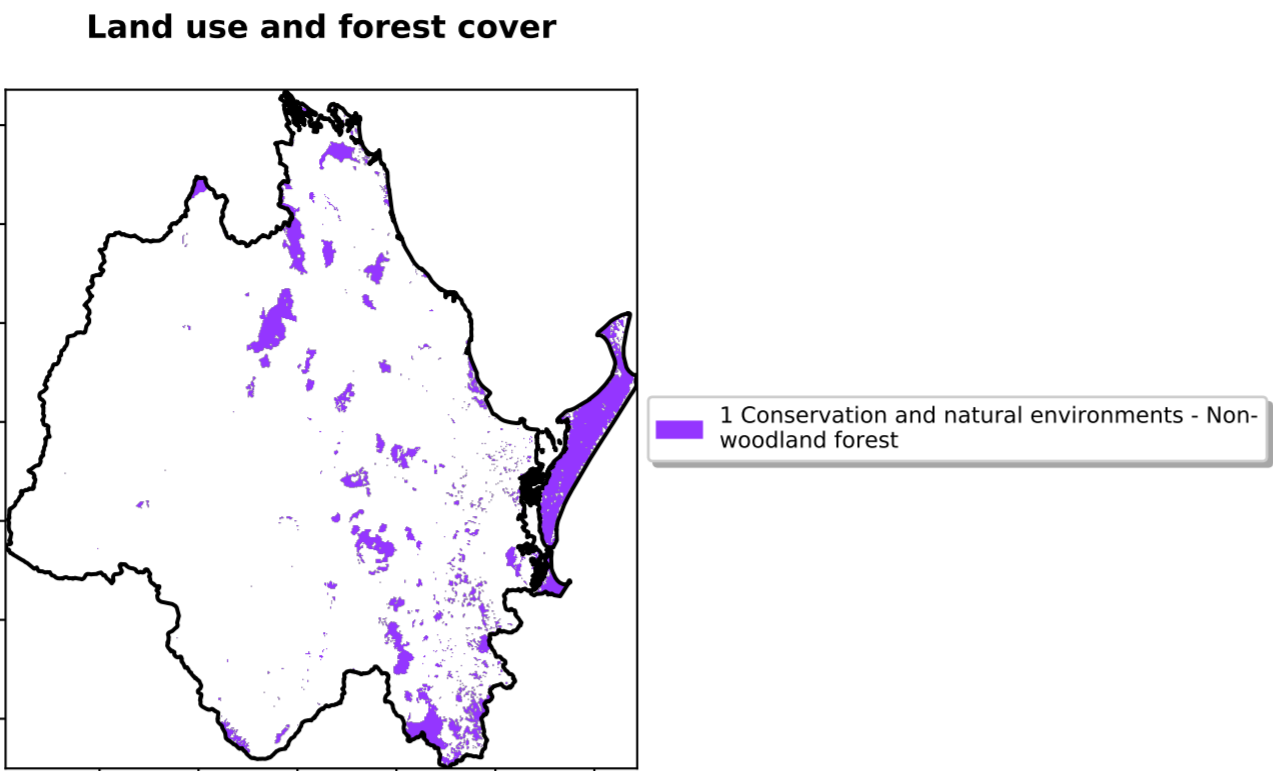 Land use and forest cover
1 Conservation and natural environments - Non-
woodland forest